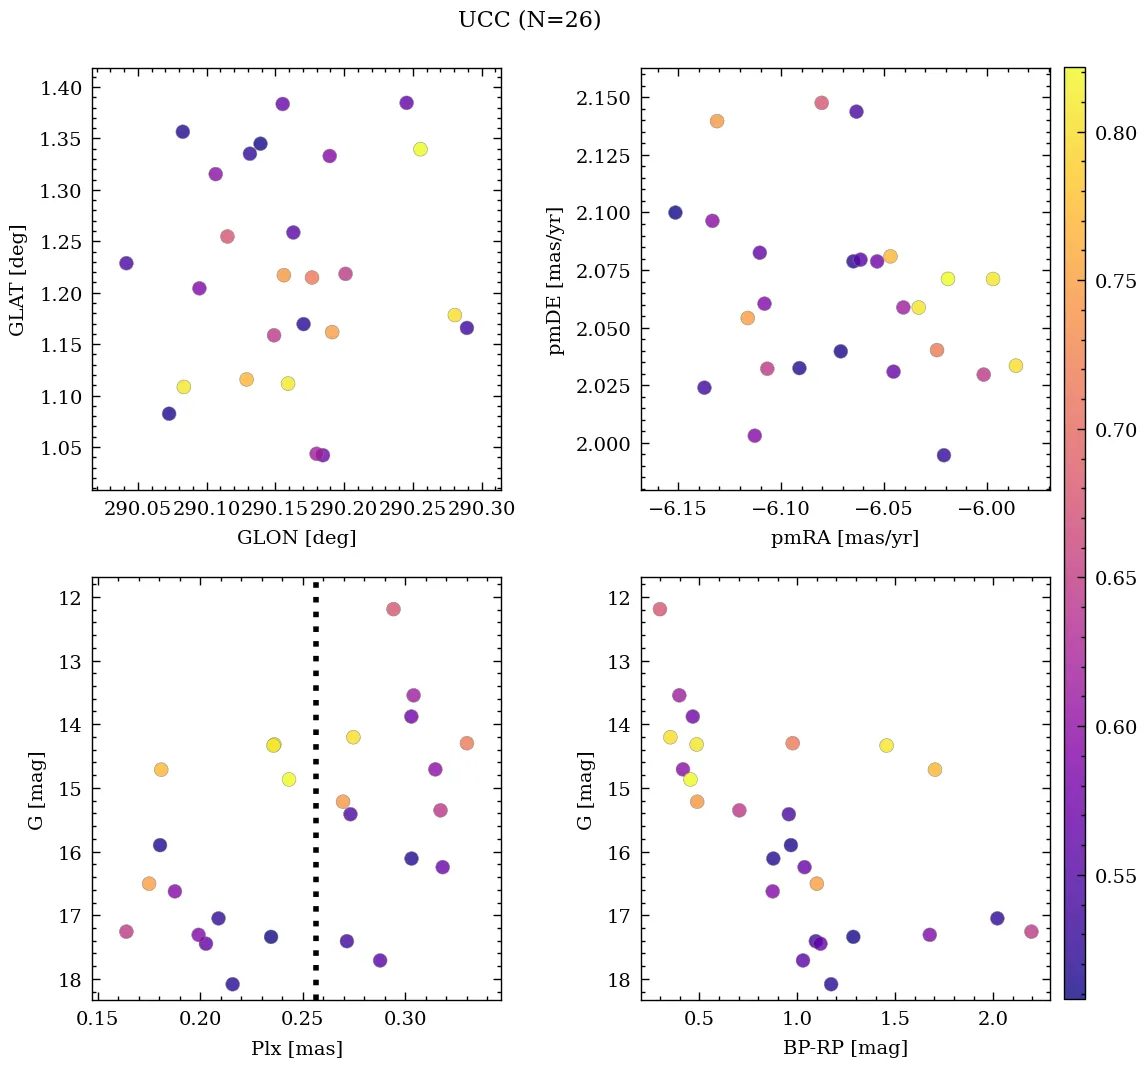 UCC (N=26)
1.40
1.35
1.30
1.25
1.20
1.15
1.10
1.05
GLAT [deg]
290.05 290.10 290.15 290.20 290.25 290.30
GLON [deg]
2.150
2.125
2.100
2.075
2.050
2.025
2.000
pmDE [mas/yr]
−6.15 −6.10 −6.05 −6.00
pmRA [mas/yr]
12
13
14
15
16
17
18
G [mag]
0.15 0.20 0.25 0.30
Plx [mas]
12
13
14
15
16
17
18
G [mag]
0.5 1.0 1.5 2.0
BP-RP [mag]
0.80
0.75
0.70
0.65
0.60
0.55